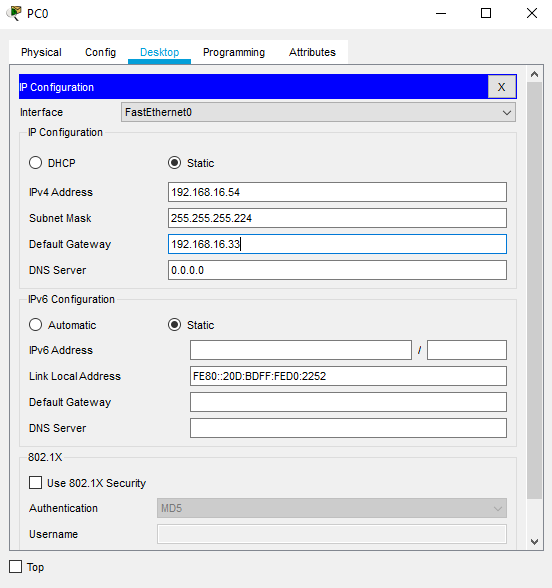 PC0
Physical Config Desktop Programming Attributes
IP Configuration X
Interface FastEthernet0
IP Configuration
DHCP Static
IPv4 Address 192.168.16.54
Subnet Mask 255.255.255.224
Default Gateway 192.168.16.33
DNS Server 0.0.0.0
IPv6 Configuration
Automatic Static
IPv6 Address /
Link Local Address FE80::20D:BDFF:FED0:2252
Default Gateway
DNS Server
802.1X
Use 802.1X Security
Authentication MD5
Username
Top